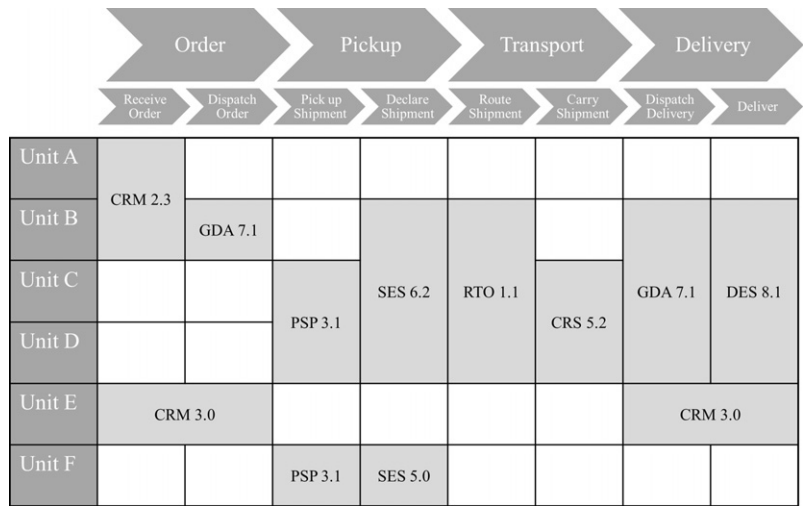 Order
Pickup
Transport
Delivery
Receive
Order
Dispatch
Order
Pick up
Shipment
Declare
Shipment
Route
Shipment
Carry
Shipment
Dispatch
Delivery
Deliver
Unit A
CRM 2.3
Unit B
GDA 7.1
Unit C
SES 6.2
RTO 1.1
GDA 7.1
DES 8.1
PSP 3.1
CRS 5.2
Unit D
Unit E
CRM 3.0
CRM 3.0
Unit F
PSP 3.1
SES 5.0